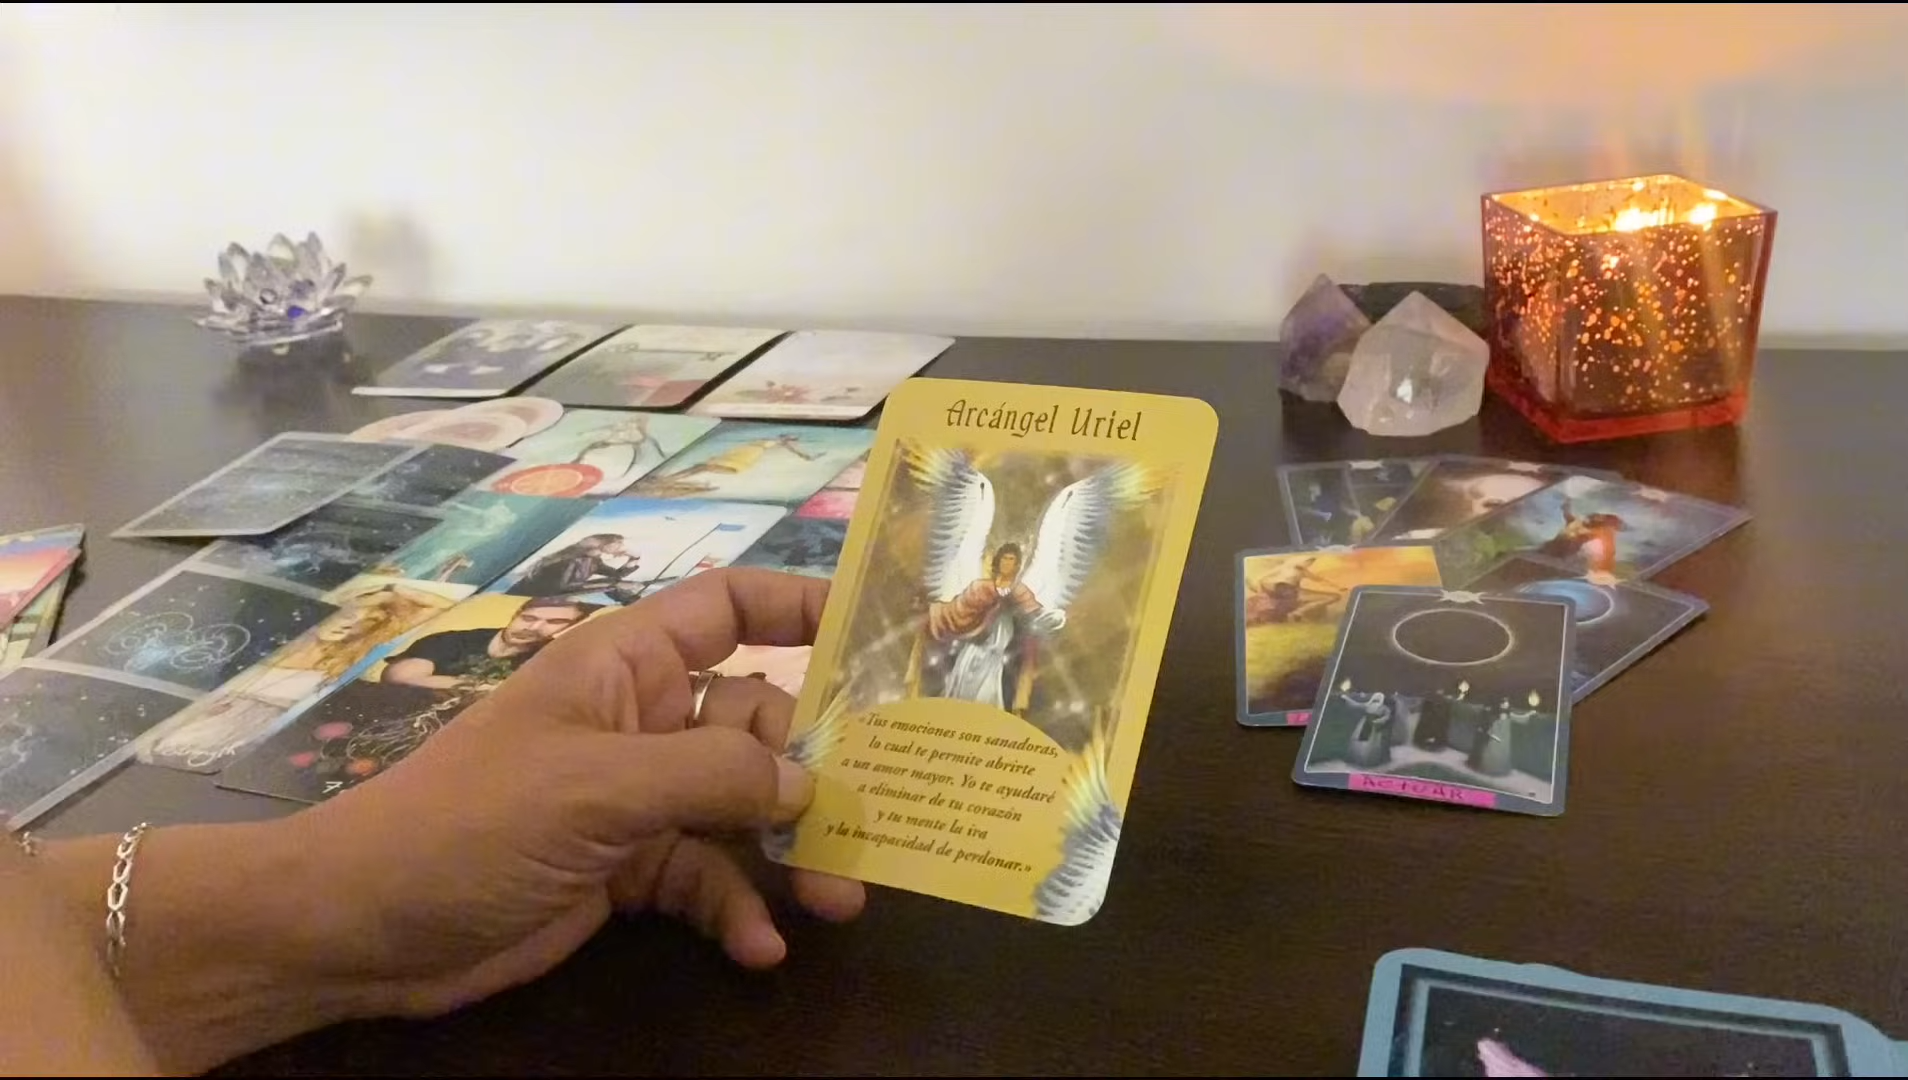 Arcángel Uriel
«Tus emociones son sanadoras,
lo cual te permite abrirte
a un amor mayor. Yo te ayudaré
a eliminar de tu corazón
y tu mente la ira
y la incapacidad de perdonar.»
Strength
ACTUAR